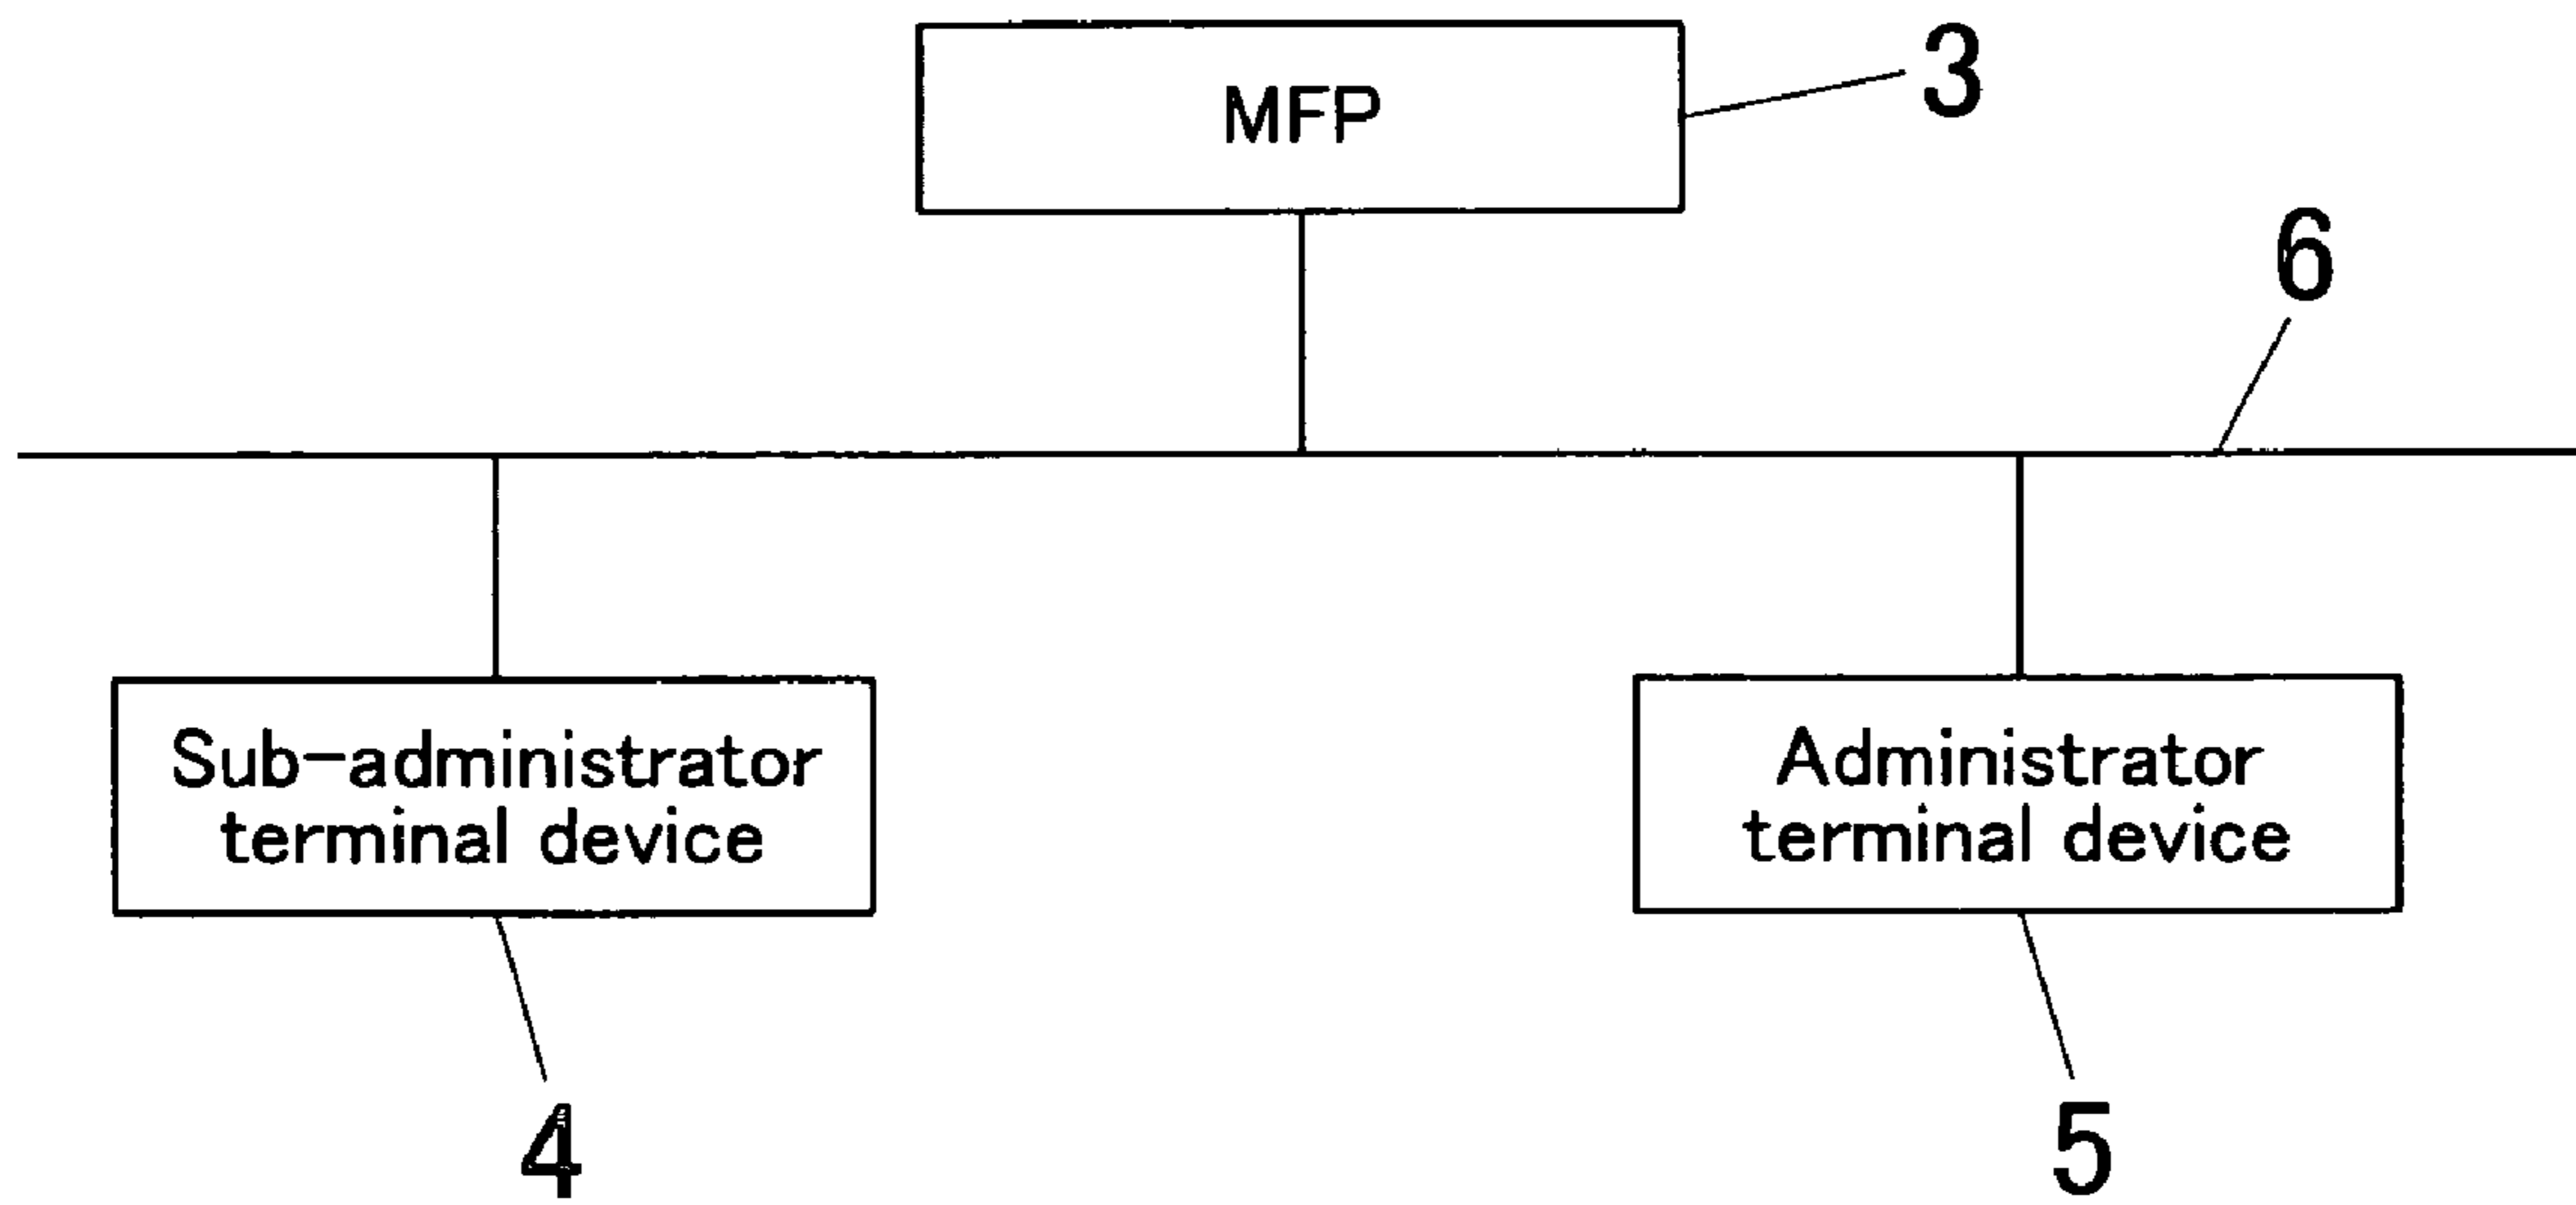 MFP
3
6
Sub-administrator
terminal device
Administrator
terminal device
4
5